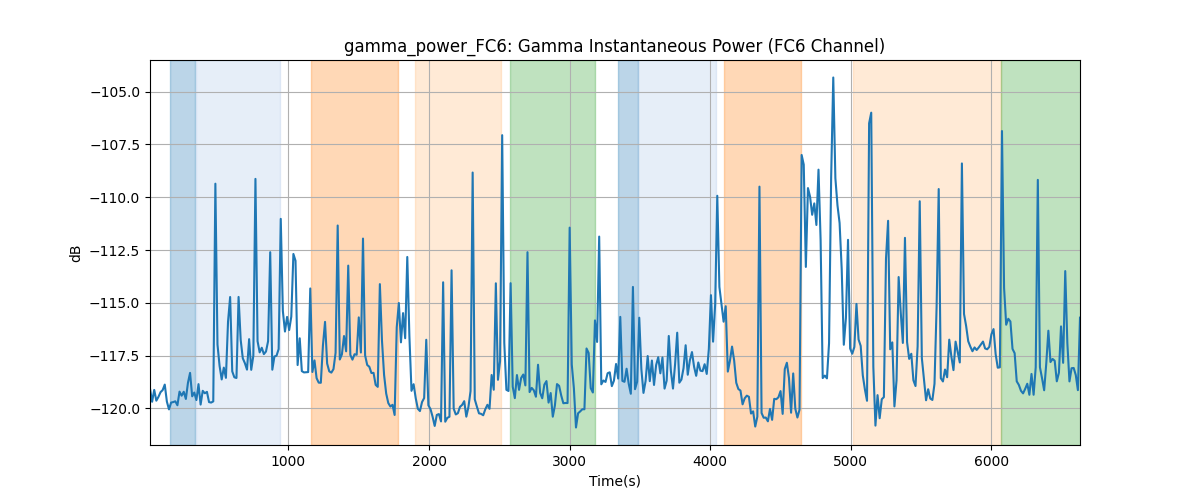 gamma_power_FC6: Gamma Instantaneous Power (FC6 Channel)
−105.0
−107.5
−110.0
−112.5
−115.0
−117.5
−120.0
dB
1000 2000 3000 4000 5000 6000
Time(s)